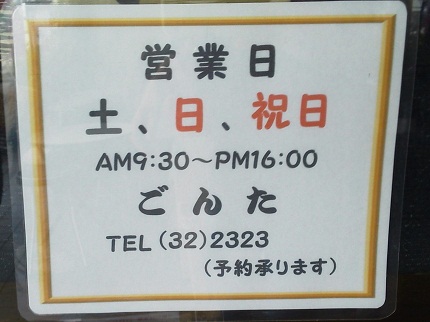 営業日
土、日、祝日
AM9:30～PM16:00
ごんた
TEL(32)2323
(予約承ります)